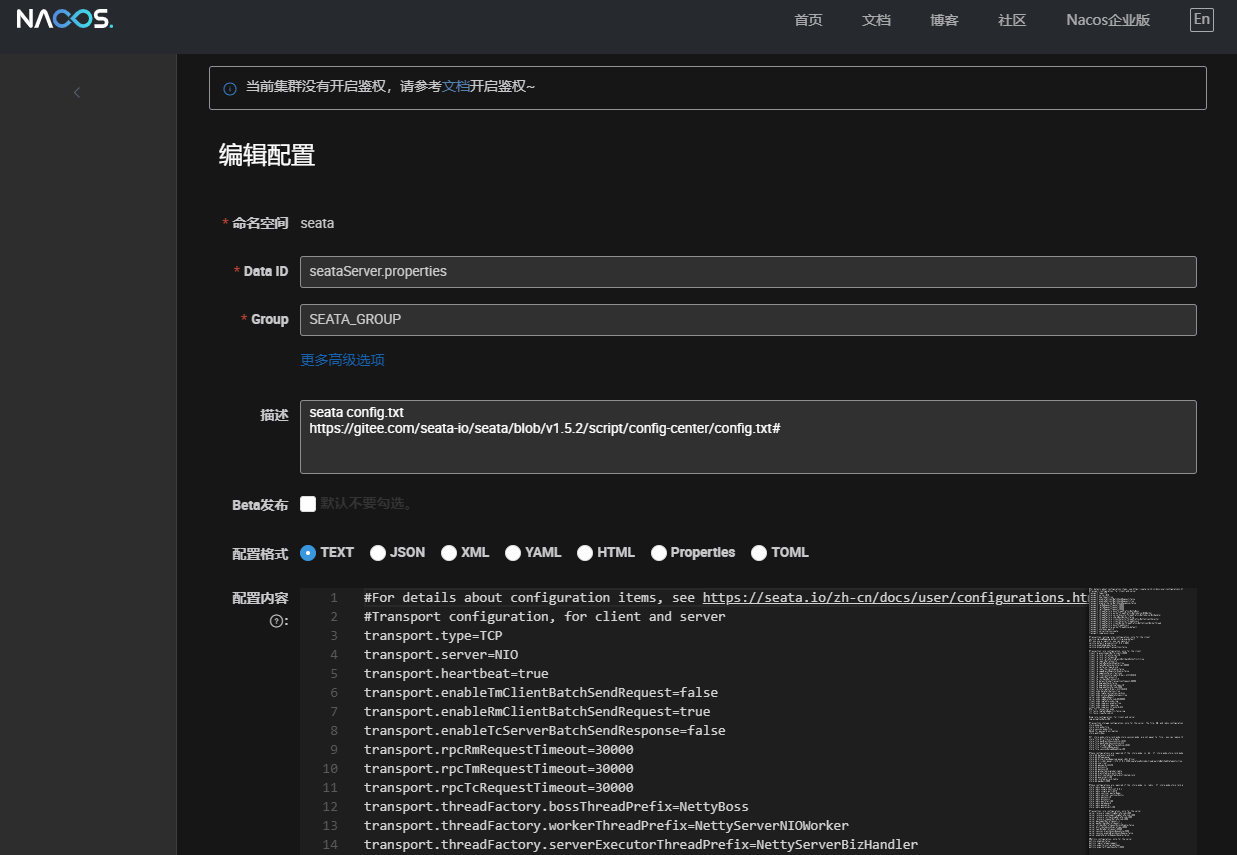 NACOS.
首页 文档 博客 社区 Nacos企业版 En
当前集群没有开启鉴权，请参考文档开启鉴权~
编辑配置
* 命名空间 seata
* Data ID seataServer.properties
* Group SEATA_GROUP
更多高级选项
描述 seata config.txt
https://gitee.com/seata-io/seata/blob/v1.5.2/script/config-center/config.txt#
Beta发布 默认不要勾选。
配置格式 TEXT JSON XML YAML HTML Properties TOML
配置内容 ?:
1 #For details about configuration items, see https://seata.io/zh-cn/docs/user/configurations.ht
2 #Transport configuration, for client and server
3 transport.type=TCP
4 transport.server=NIO
5 transport.heartbeat=true
6 transport.enableTmClientBatchSendRequest=false
7 transport.enableRmClientBatchSendRequest=true
8 transport.enableTcServerBatchSendResponse=false
9 transport.rpcRmRequestTimeout=30000
10 transport.rpcTmRequestTimeout=30000
11 transport.rpcTcRequestTimeout=30000
12 transport.threadFactory.bossThreadPrefix=NettyBoss
13 transport.threadFactory.workerThreadPrefix=NettyServerNIOWorker
14 transport.threadFactory.serverExecutorThreadPrefix=NettyServerBizHandler